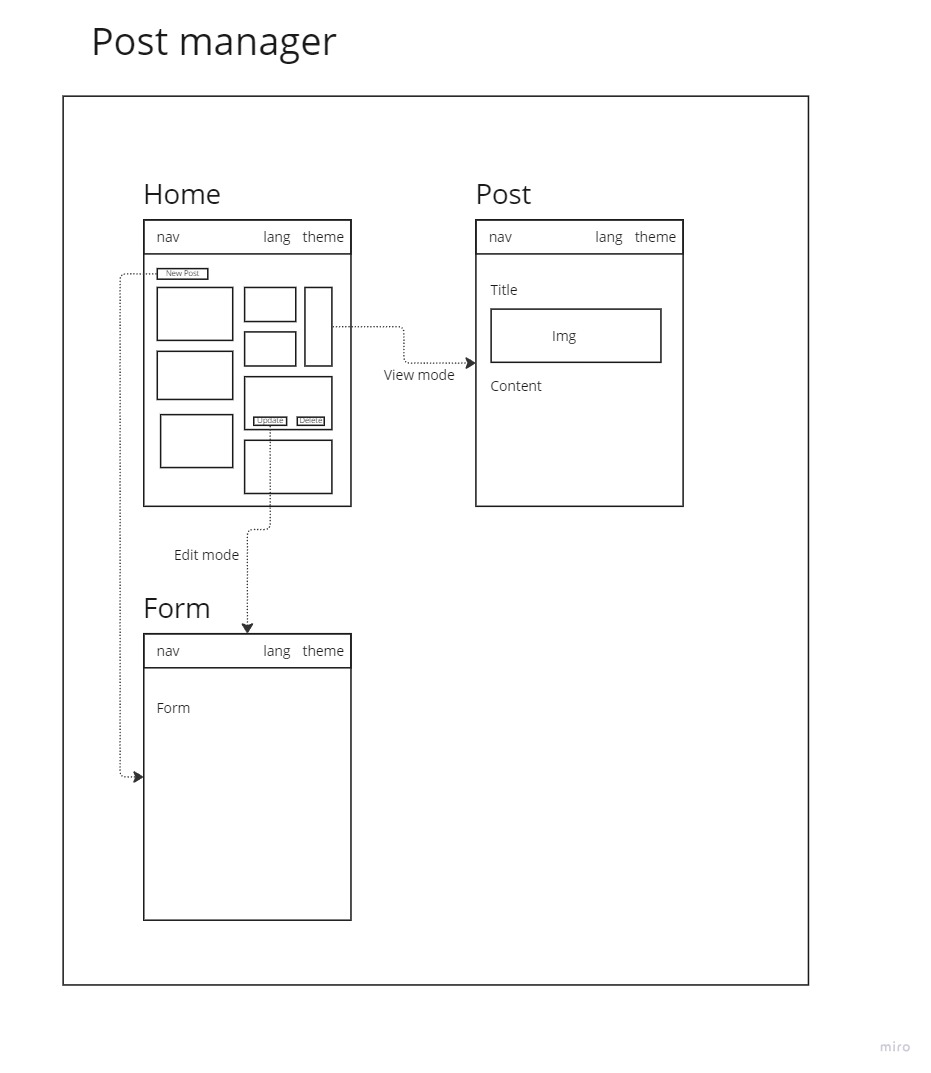 Post manager
Home
nav lang theme
New Post
Update Delete
Post
nav lang theme
Title
Img
Content
View mode
Edit mode
Form
nav lang theme
Form
miro